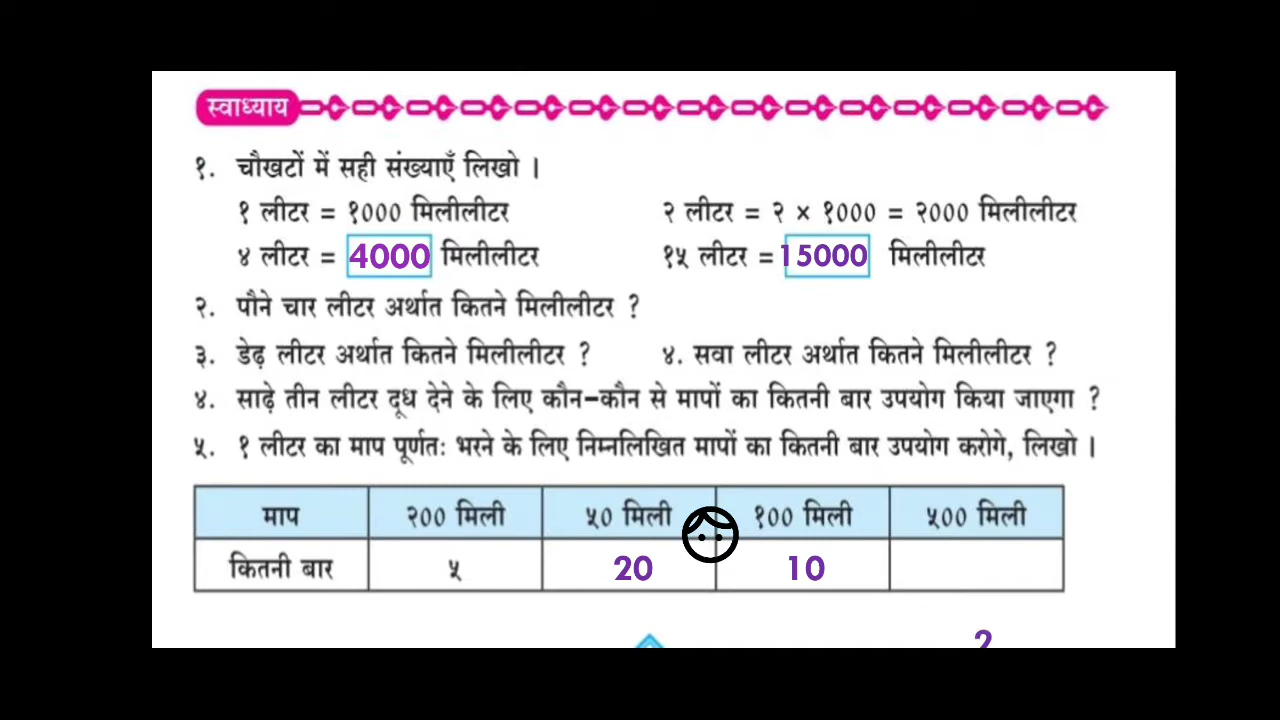 स्वाध्याय
१. चौखटों में सही संख्याएँ लिखो ।
१ लीटर = १००० मिलीलीटर २ लीटर = २ × १००० = २००० मिलीलीटर
४ लीटर = 4000 मिलीलीटर १५ लीटर = 15000 मिलीलीटर
२. पौने चार लीटर अर्थात कितने मिलीलीटर ?
३. डेढ़ लीटर अर्थात कितने मिलीलीटर ? ४. सवा लीटर अर्थात कितने मिलीलीटर ?
४. साढ़े तीन लीटर दूध देने के लिए कौन-कौन से मापों का कितनी बार उपयोग किया जाएगा ?
५. १ लीटर का माप पूर्णतः भरने के लिए निम्नलिखित मापों का कितनी बार उपयोग करोगे, लिखो ।
माप २०० मिली ५० मिली १०० मिली ५०० मिली
कितनी बार ५ 20 10
2